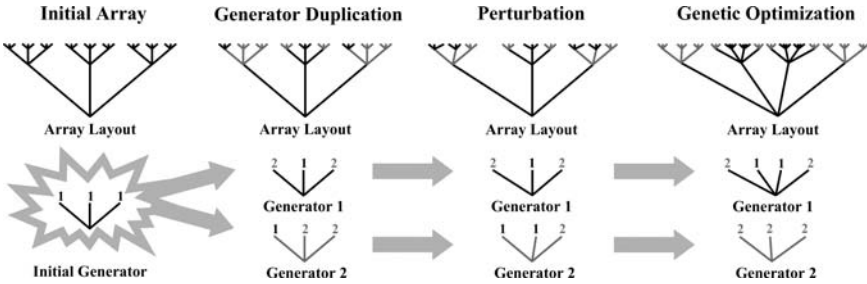 Initial Array Generator Duplication Perturbation Genetic Optimization
Array Layout Array Layout Array Layout Array Layout
2 1 2 2 1 2 2 1 1 2
1 1 1
Generator 1 Generator 1 Generator 1
1 2 2 1 1 2 2 2 2
Initial Generator Generator 2 Generator 2 Generator 2